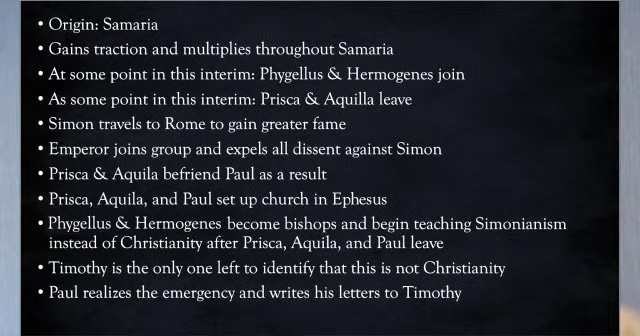 • Origin: Samaria
• Gains traction and multiplies throughout Samaria
• At some point in this interim: Phygellus & Hermogenes join
• As some point in this interim: Prisca & Aquilla leave
• Simon travels to Rome to gain greater fame
• Emperor joins group and expels all dissent against Simon
• Prisca & Aquila befriend Paul as a result
• Prisca, Aquila, and Paul set up church in Ephesus
• Phygellus & Hermogenes become bishops and begin teaching Simonianism
instead of Christianity after Prisca, Aquila, and Paul leave
• Timothy is the only one left to identify that this is not Christianity
• Paul realizes the emergency and writes his letters to Timothy